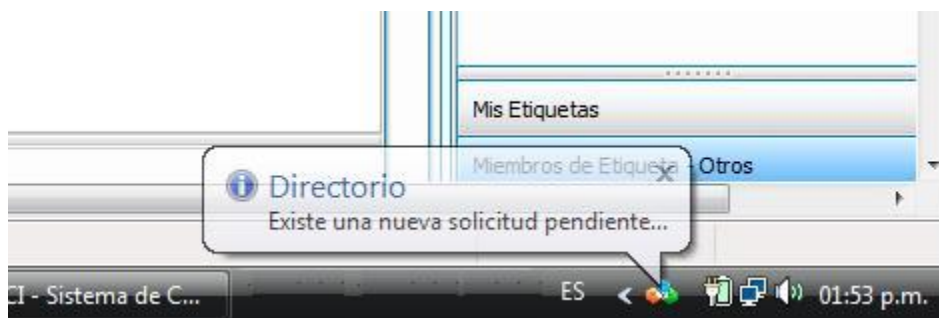 Mis Etiquetas
Miembros de Etiqueta - Otros
Directorio
Existe una nueva solicitud pendiente...
CI - Sistema de C...
ES
01:53 p.m.